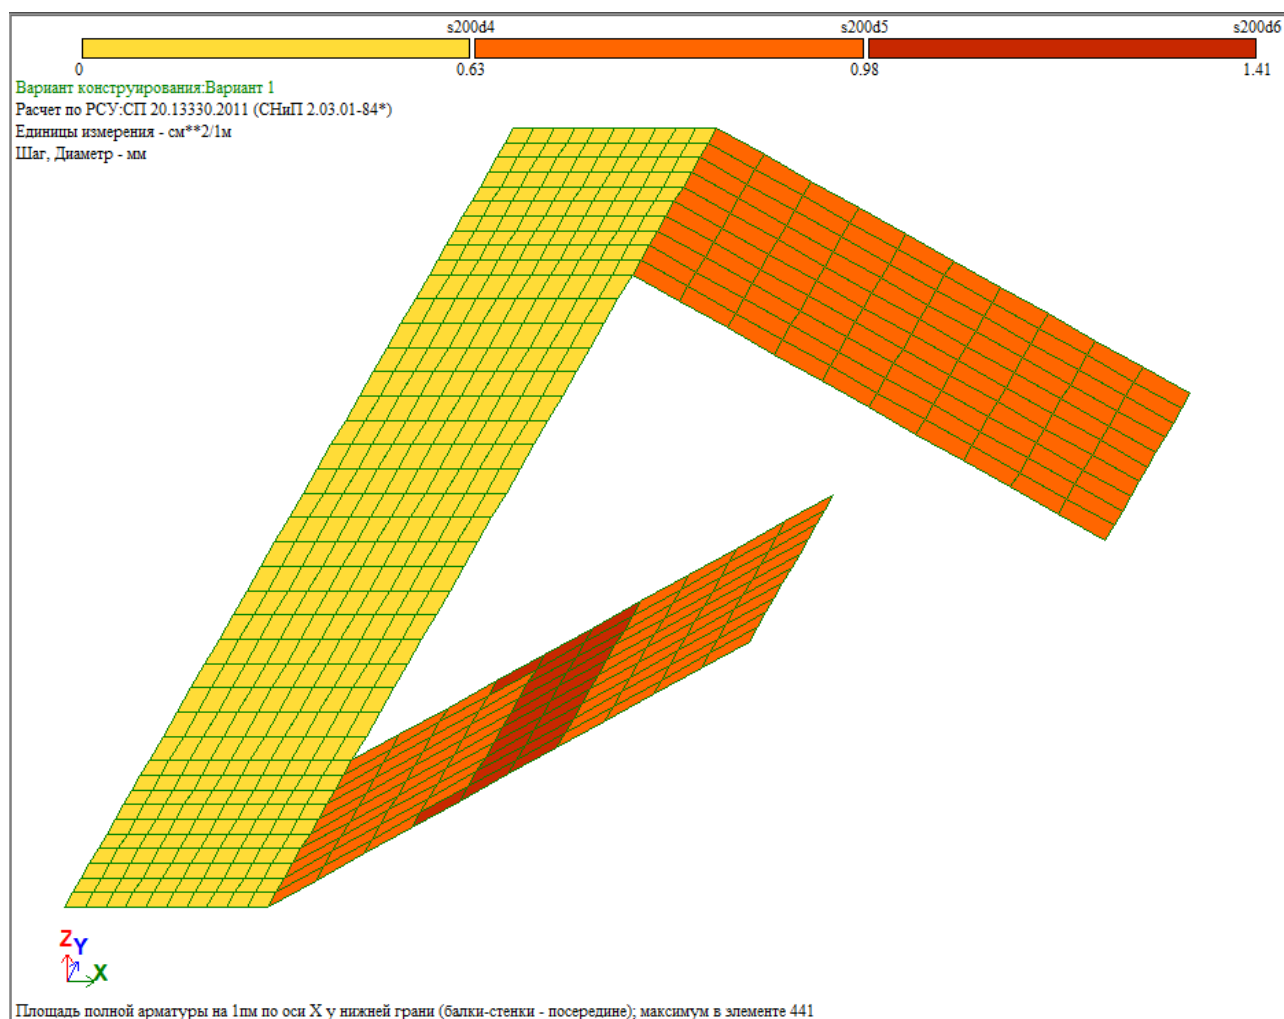 s200d4 s200d5 s200d6
0 0.63 0.98 1.41
Вариант конструирования:Вариант 1
Расчет по РСУ:СП 20.13330.2011 (СНиП 2.03.01-84*)
Единицы измерения - см**2/1м
Шаг, Диаметр - мм
Z Y
X
Площадь полной арматуры на 1пм по оси X у нижней грани (балки-стенки - посередине); максимум в элементе 441